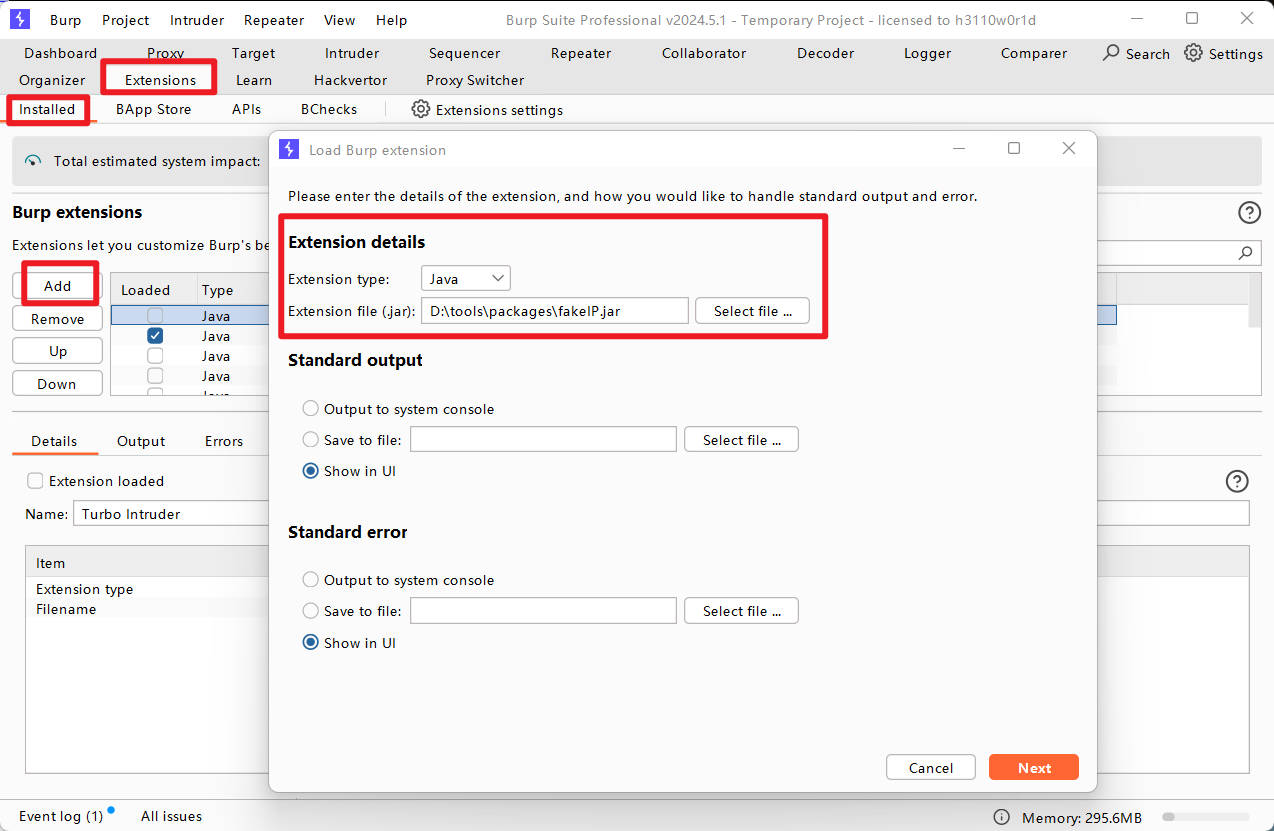 Burp Project Intruder Repeater View Help Burp Suite Professional v2024.5.1 - Temporary Project - licensed to h3110w0r1d
Dashboard Proxy Target Intruder Sequencer Repeater Collaborator Decoder Logger Comparer Search Settings
Organizer Extensions Learn Hackvertor Proxy Switcher
Installed BApp Store APIs BChecks Extensions settings
Total estimated system impact:
Burp extensions
Extensions let you customize Burp's be
Add
Remove
Up
Down
Loaded Type
Java
Java
Java
Java
Details Output Errors
Extension loaded
Name: Turbo Intruder
Item
Extension type
Filename
Load Burp extension
Please enter the details of the extension, and how you would like to handle standard output and error.
Extension details
Extension type: Java
Extension file (.jar): D:\tools\packages\fakeIP.jar Select file ...
Standard output
Output to system console
Save to file: Select file ...
Show in UI
Standard error
Output to system console
Save to file: Select file ...
Show in UI
Cancel Next
Event log (1) All issues Memory: 295.6MB